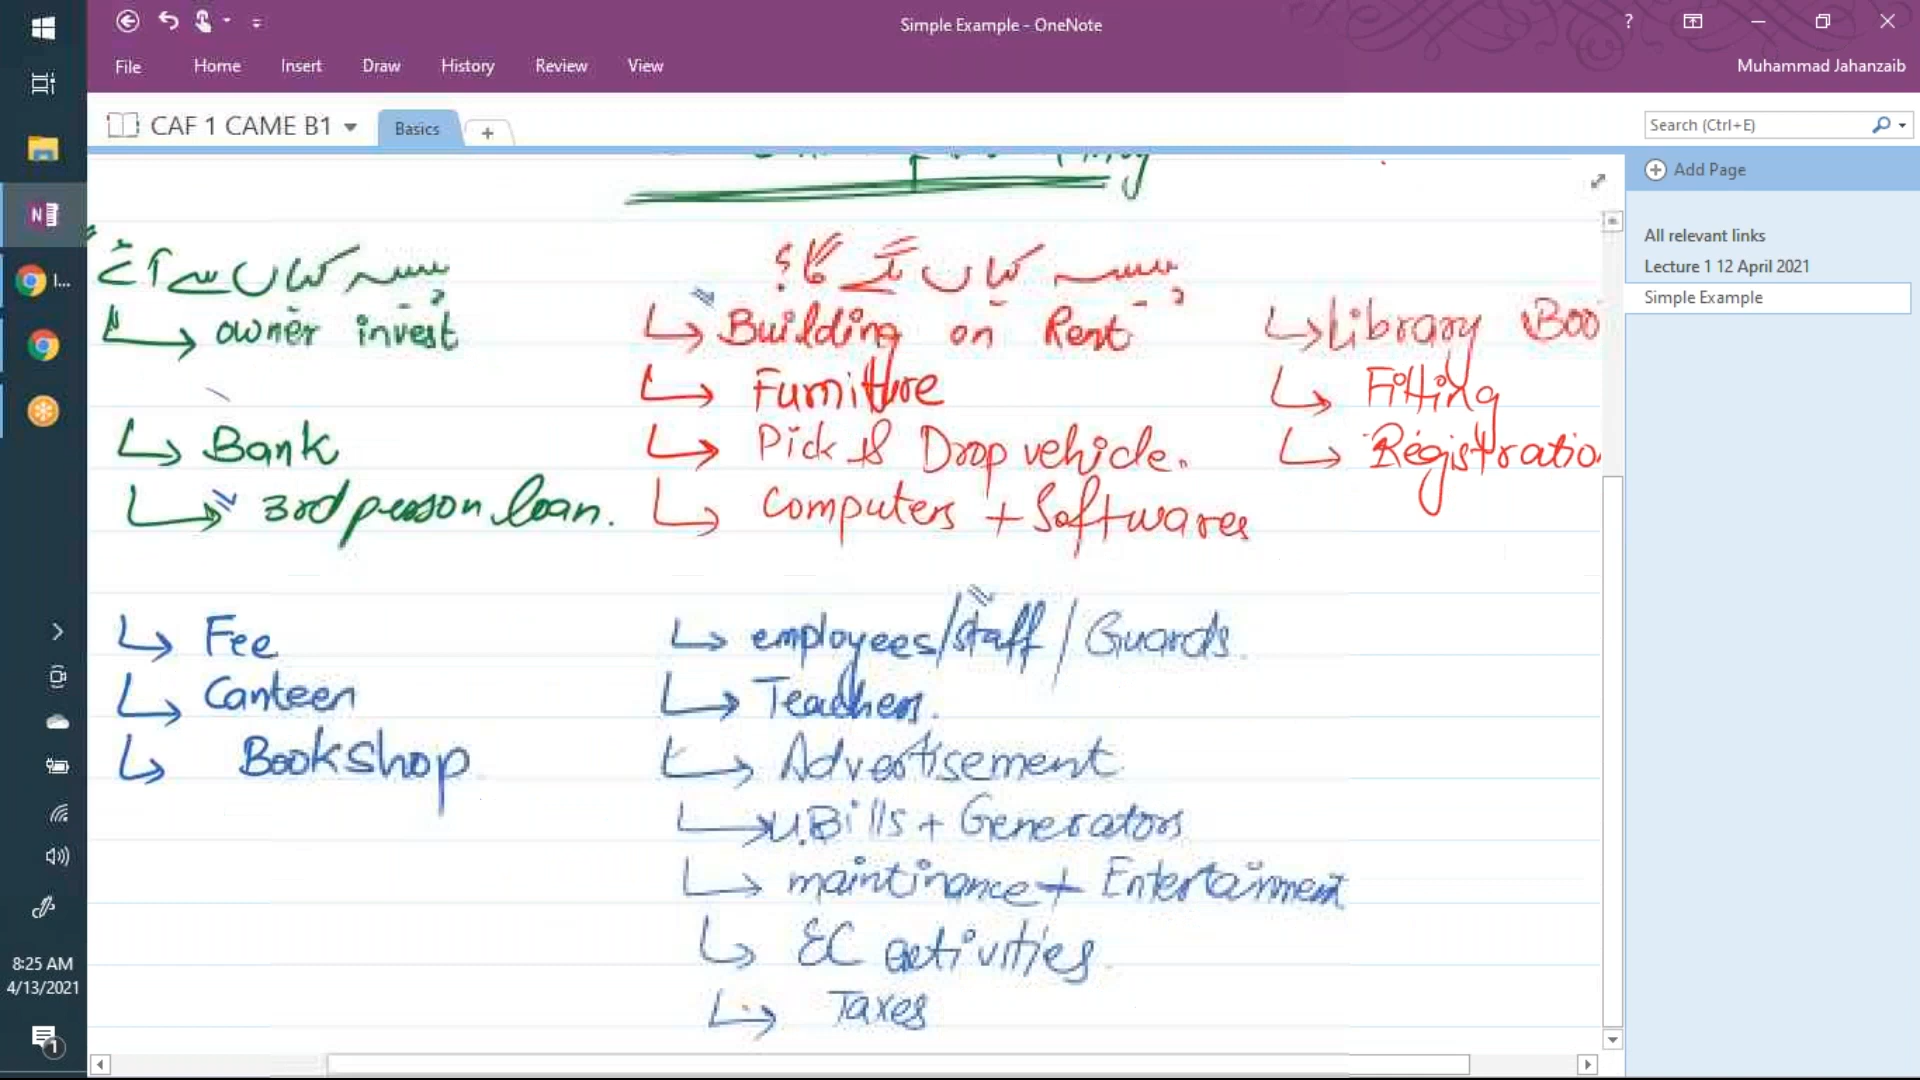 Simple Example - OneNote
?
File Home Insert Draw History Review View
Muhammad Jahanzaib
CAF 1 CAME B1
Basics
+
Search (Ctrl+E)
Add Page
All relevant links
Lecture 1 12 April 2021
Simple Example
پیسہ کہاں سے آئے
owner invest
Bank
3rd person loan.
پیسہ کہاں لگے گا؟
Building on Rent
Furniture
Pick & Drop vehicle.
Computers + Softwares
Library Boo
Fitting
Registratio
Fee
Canteen
Bookshop
employees/staff/Guards.
Teachers.
Advertisement
U.Bills + Generators
maintinance + Entertainment
EC activities
Taxes
N
I...
8:25 AM
4/13/2021
1